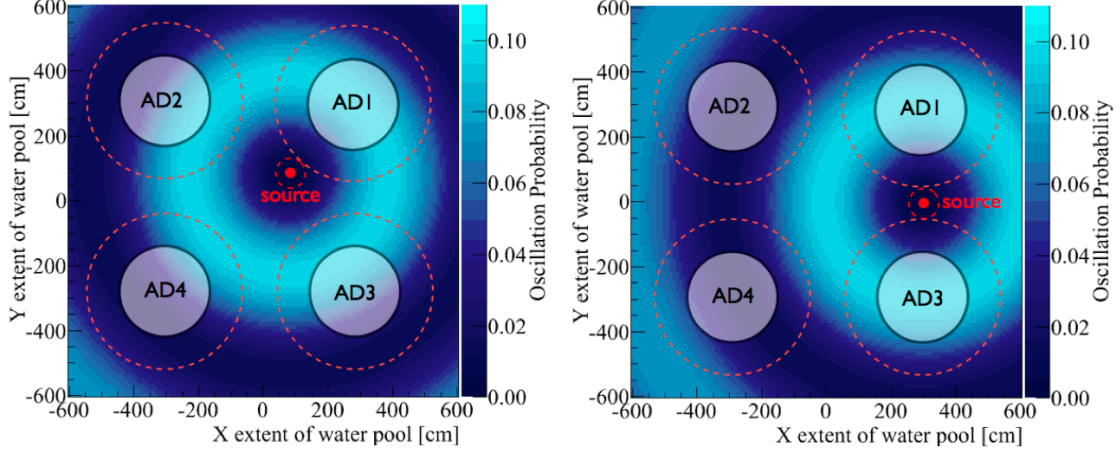 600
400
200
0
-200
-400
-600
Y extent of water pool [cm]
AD2
AD1
source
AD4
AD3
-600
-400
-200
0
200
400
600
X extent of water pool [cm]
0.10
0.08
0.06
0.04
0.02
0.00
Oscillation Probability
600
400
200
0
-200
-400
-600
Y extent of water pool [cm]
AD2
AD1
source
AD4
AD3
-600
-400
-200
0
200
400
600
X extent of water pool [cm]
0.10
0.08
0.06
0.04
0.02
0.00
Oscillation Probability